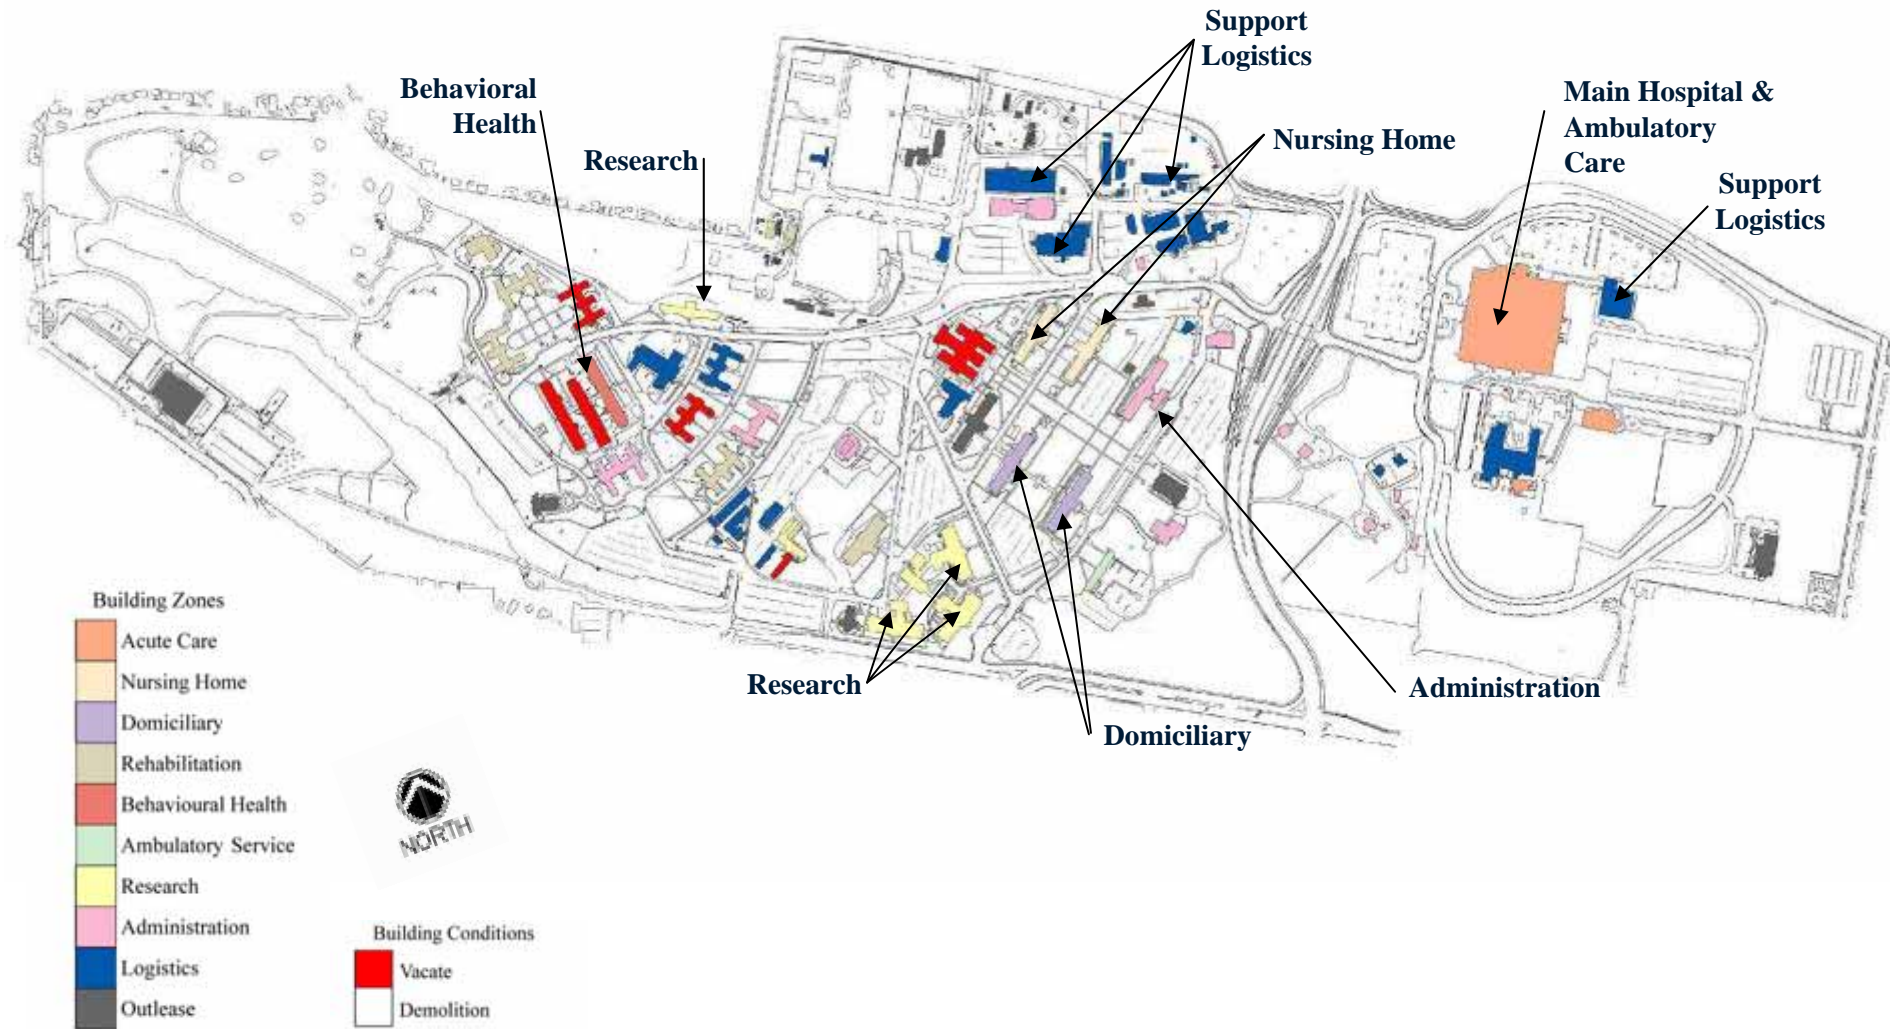 Support
Logistics
Behavioral
Health
Research
Nursing Home
Main Hospital &
Ambulatory
Care
Support
Logistics
Research
Domiciliary
Administration
Building Zones
Acute Care
Nursing Home
Domiciliary
Rehabilitation
Behavioural Health
Ambulatory Service
Research
Administration
Logistics
Outlease
NORTH
Building Conditions
Vacate
Demolition